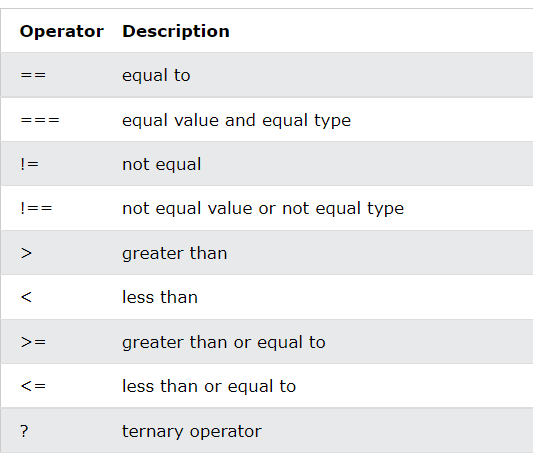 Operator Description
== equal to
=== equal value and equal type
!= not equal
!== not equal value or not equal type
> greater than
< less than
>= greater than or equal to
<= less than or equal to
? ternary operator